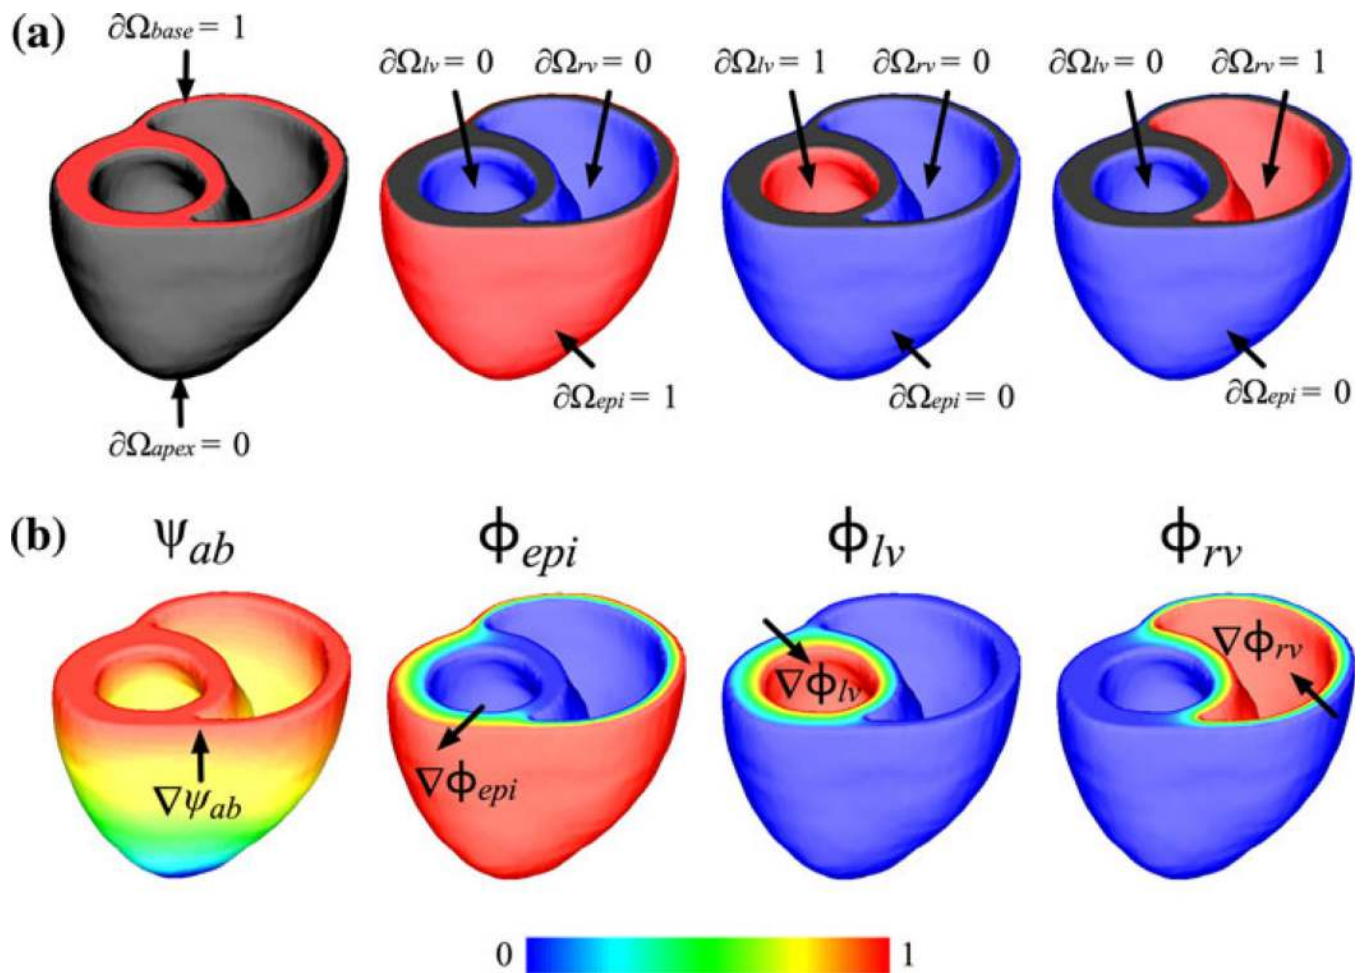 (a)
∂Ωbase = 1
∂Ωlv = 0 ∂Ωrv = 0
∂Ωlv = 1 ∂Ωrv = 0
∂Ωlv = 0 ∂Ωrv = 1
∂Ωepi = 1
∂Ωepi = 0
∂Ωepi = 0
∂Ωapex = 0
(b) ψab ϕepi ϕlv ϕrv
∇ψab
∇ϕepi
∇ϕlv
∇ϕrv
0 1